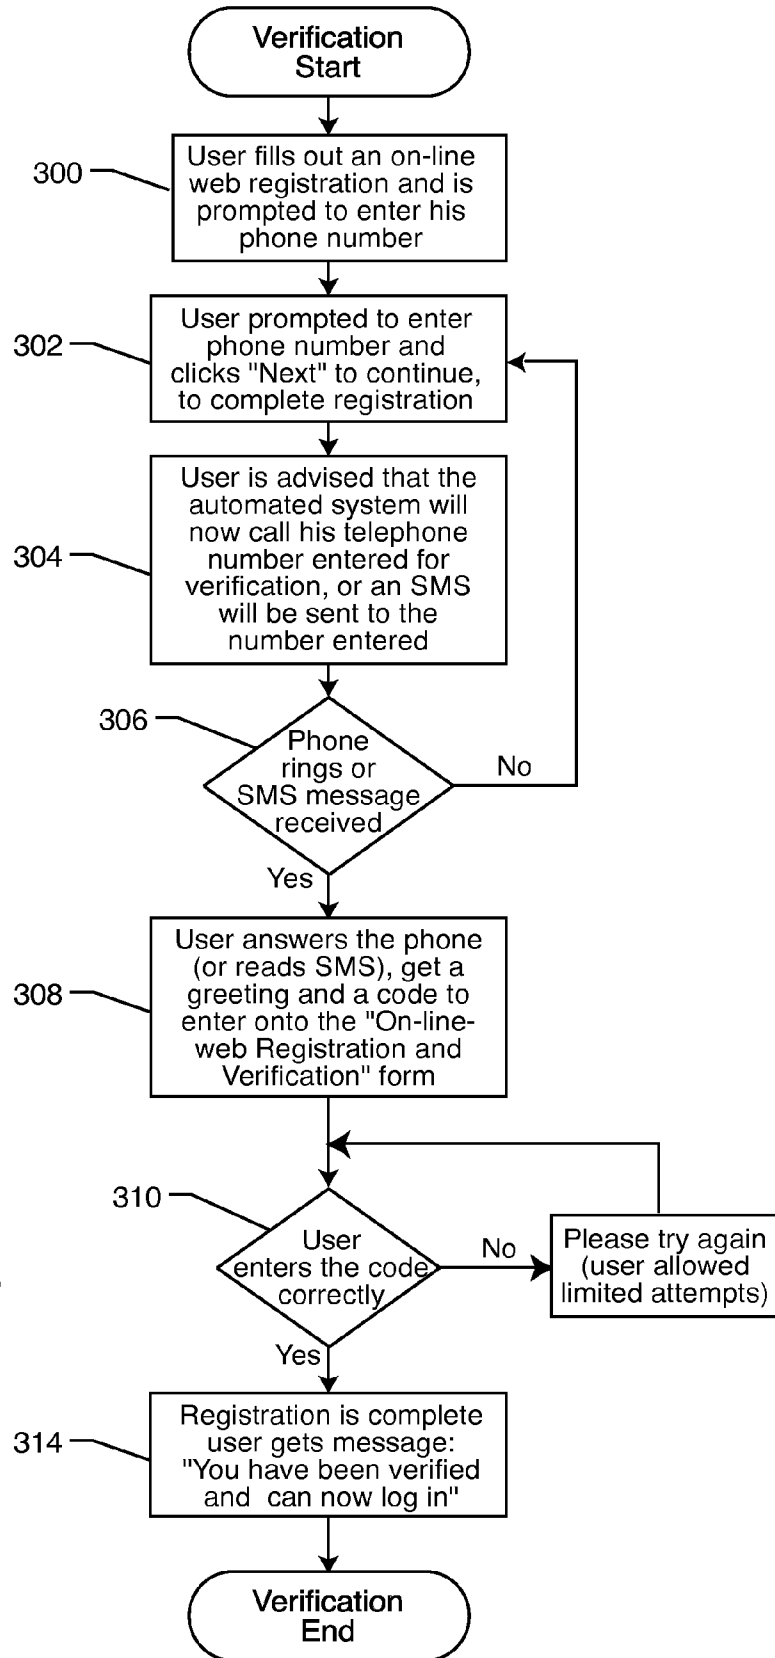 Verification
Start
300
User fills out an on-line
web registration and is
prompted to enter his
phone number
302
User prompted to enter
phone number and
clicks "Next" to continue,
to complete registration
304
User is advised that the
automated system will
now call his telephone
number entered for
verification, or an SMS
will be sent to the
number entered
306
Phone
rings or
SMS message
received
No
Yes
308
User answers the phone
(or reads SMS), get a
greeting and a code to
enter onto the "On-line-
web Registration and
Verification" form
310
User
enters the code
correctly
No
Please try again
(user allowed
limited attempts)
Yes
314
Registration is complete
user gets message:
"You have been verified
and can now log in"
Verification
End